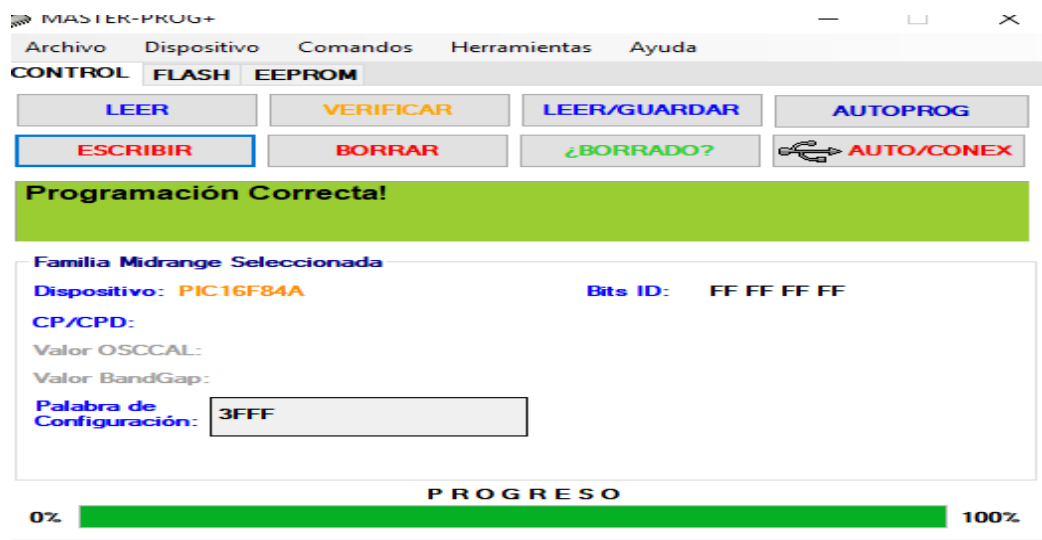 MASTER-PROG+
Archivo Dispositivo Comandos Herramientas Ayuda
CONTROL FLASH EEPROM
LEER VERIFICAR LEER/GUARDAR AUTOPROG
ESCRIBIR BORRAR ¿BORRADO? AUTO/CONEX
Programación Correcta!
Familia Midrange Seleccionada
Dispositivo: PIC16F84A Bits ID: FF FF FF FF
CP/CPD:
Valor OSCCAL:
Valor BandGap:
Palabra de
Configuración: 3FFF
PROGRESO
0% 100%